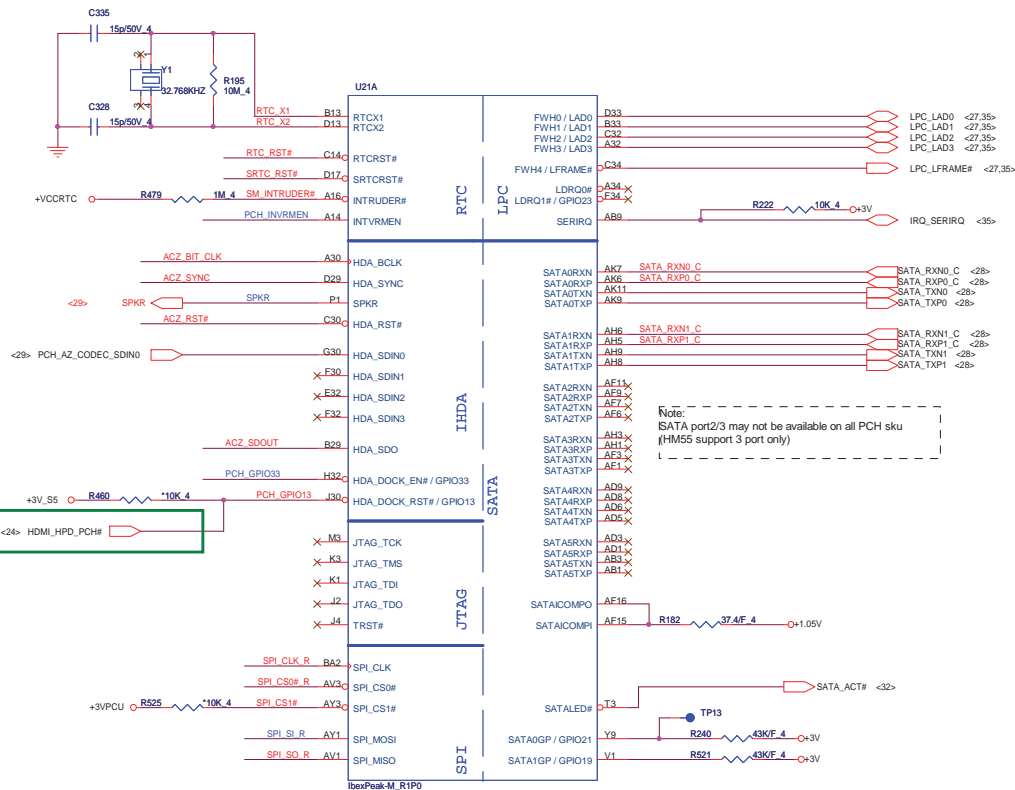 C335
15p/50V_4
2 1
Y1
32.768KHZ
3 4
R195
10M_4
C328
15p/50V_4
U21A
RTC_X1 B13 RTCX1
RTC_X2 D13 RTCX2
RTC_RST# C14 RTCRST#
SRTC_RST# D17 SRTCRST#
+VCCRTC R479 1M_4 SM_INTRUDER# A16 INTRUDER#
PCH_INVRMEN A14 INTVRMEN
RTC
LPC
FWH0 / LAD0 D33 LPC_LAD0 <27,35>
FWH1 / LAD1 B33 LPC_LAD1 <27,35>
FWH2 / LAD2 C32 LPC_LAD2 <27,35>
FWH3 / LAD3 A32 LPC_LAD3 <27,35>
FWH4 / LFRAME# C34 LPC_LFRAME# <27,35>
LDRQ0# A34
LDRQ1# / GPIO23 F34
R222 10K_4 +3V
SERIRQ AB9 IRQ_SERIRQ <35>
ACZ_BIT_CLK A30 HDA_BCLK
ACZ_SYNC D29 HDA_SYNC
<29> SPKR SPKR P1 SPKR
ACZ_RST# C30 HDA_RST#
<29> PCH_AZ_CODEC_SDIN0 G30 HDA_SDIN0
F30 HDA_SDIN1
E32 HDA_SDIN2
F32 HDA_SDIN3
ACZ_SDOUT B29 HDA_SDO
PCH_GPIO33 H32 HDA_DOCK_EN# / GPIO33
+3V_S5 R460 *10K_4 PCH_GPIO13 J30 HDA_DOCK_RST# / GPIO13
<24> HDMI_HPD_PCH#
IHDA
SATA
SATA0RXN AK7 SATA_RXN0_C SATA_RXN0_C <28>
SATA0RXP AK6 SATA_RXP0_C SATA_RXP0_C <28>
SATA0TXN AK11 SATA_TXN0 <28>
SATA0TXP AK9 SATA_TXP0 <28>
SATA1RXN AH6 SATA_RXN1_C SATA_RXN1_C <28>
SATA1RXP AH5 SATA_RXP1_C SATA_RXP1_C <28>
SATA1TXN AH9 SATA_TXN1 <28>
SATA1TXP AH8 SATA_TXP1 <28>
SATA2RXN AF11
SATA2RXP AF9
SATA2TXN AF7
SATA2TXP AF6
Note:
SATA port2/3 may not be available on all PCH sku
(HM55 support 3 port only)
SATA3RXN AH3
SATA3RXP AH1
SATA3TXN AF3
SATA3TXP AF1
SATA4RXN AD9
SATA4RXP AD8
SATA4TXN AD6
SATA4TXP AD5
SATA5RXN AD3
SATA5RXP AD1
SATA5TXN AB3
SATA5TXP AB1
M3 JTAG_TCK
K3 JTAG_TMS
K1 JTAG_TDI
J2 JTAG_TDO
J4 TRST#
JTAG
SATAICOMPO AF16
SATAICOMPI AF15 R182 37.4/F_4 +1.05V
SPI_CLK_R BA2 SPI_CLK
SPI_CS0#_R AV3 SPI_CS0#
+3VPCU R525 *10K_4 SPI_CS1# AY3 SPI_CS1#
SPI_SI_R AY1 SPI_MOSI
SPI_SO_R AV1 SPI_MISO
SPI
SATALED# T3 SATA_ACT# <32>
TP13
SATA0GP / GPIO21 Y9 R240 43K/F_4 +3V
SATA1GP / GPIO19 V1 R521 43K/F_4 +3V
IbexPeak-M_R1P0